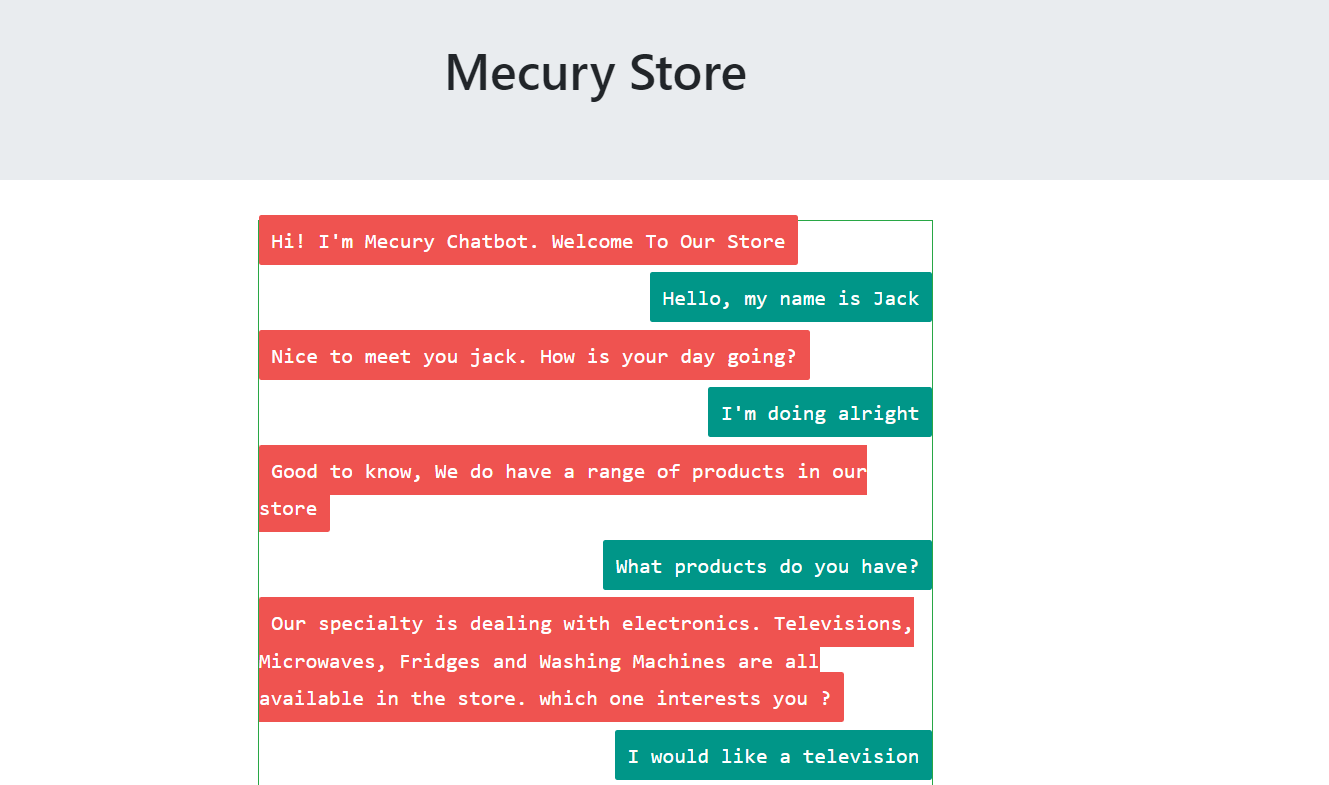 Mecury Store
Hi! I'm Mecury Chatbot. Welcome To Our Store
Hello, my name is Jack
Nice to meet you jack. How is your day going?
I'm doing alright
Good to know, We do have a range of products in our
store
What products do you have?
Our specialty is dealing with electronics. Televisions,
Microwaves, Fridges and Washing Machines are all
available in the store. which one interests you ?
I would like a television